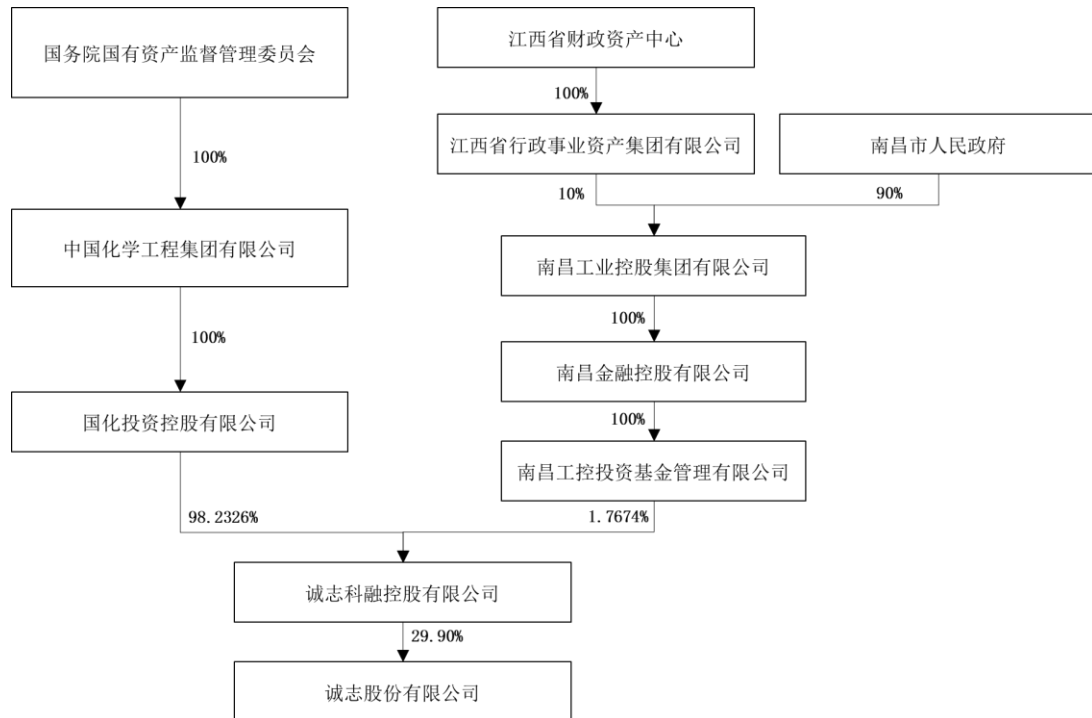 国务院国有资产监督管理委员会
江西省财政资产中心
100%
江西省行政事业资产集团有限公司
南昌市人民政府
100%
10%
90%
中国化学工程集团有限公司
南昌工业控股集团有限公司
100%
100%
南昌金融控股有限公司
国化投资控股有限公司
100%
南昌工控投资基金管理有限公司
98.2326%
1.7674%
诚志科融控股有限公司
29.90%
诚志股份有限公司